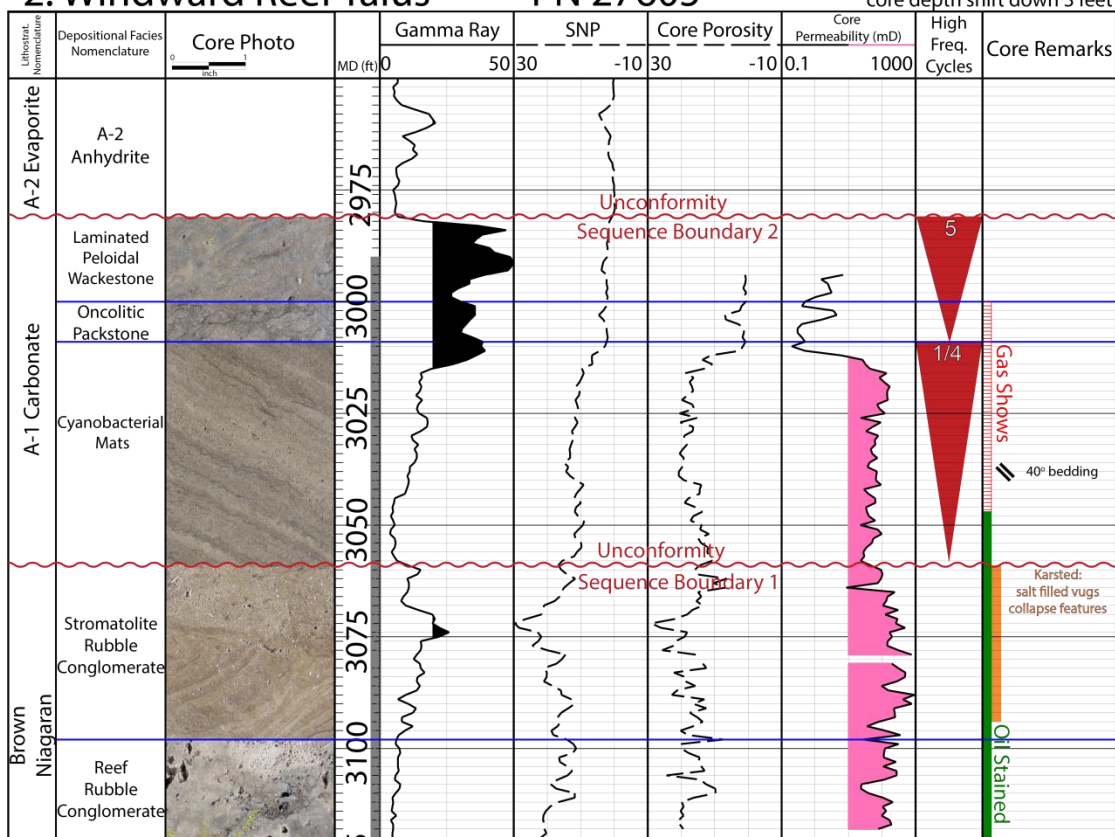 2. Windward Reef Talus
PN 27805
core depth shift down 3 feet
Lithostrat.
Nomenclature
Depositional Facies
Nomenclature
Core Photo
0 1
inch
MD (ft)
Gamma Ray
0 50
SNP
30 -10
Core Porosity
30 -10
Core
Permeability (mD)
0.1 1000
High
Freq.
Cycles
Core Remarks
A-2 Evaporite
A-2
Anhydrite
2975
Unconformity
Sequence Boundary 2
A-1 Carbonate
Laminated
Peloidal
Wackestone
5
3000
Oncolitic
Packstone
1/4
Cyanobacterial
Mats
3025
Gas Shows
40º bedding
3050
Unconformity
Sequence Boundary 1
Karsted:
salt filled vugs
collapse features
Brown
Niagaran
Stromatolite
Rubble
Conglomerate
3075
3100
Oil Stained
Reef
Rubble
Conglomerate